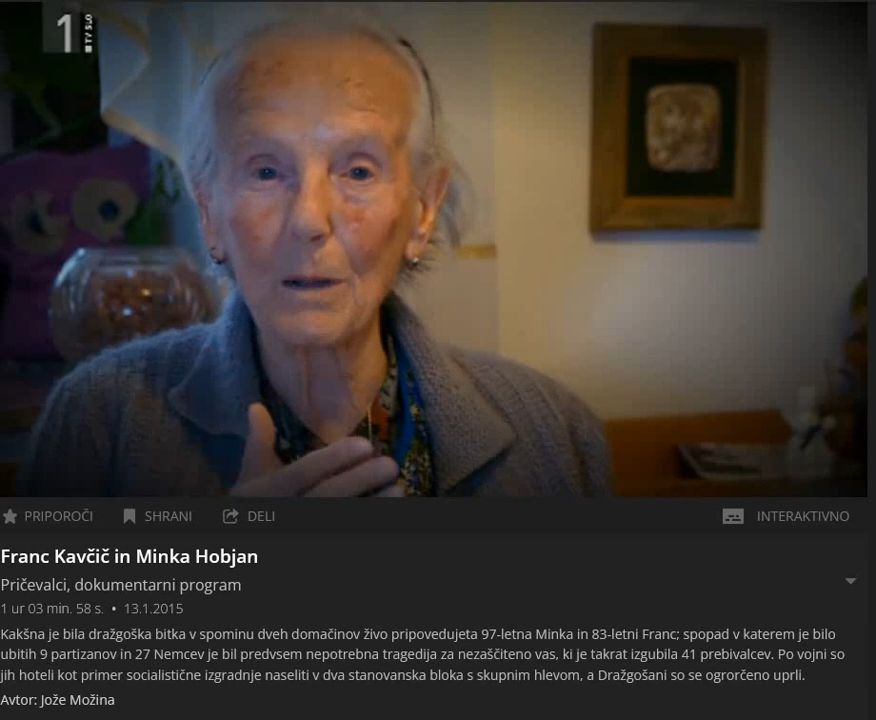 1
TV SLO
PRIPOROČI
SHRANI
DELI
INTERAKTIVNO
Franc Kavčič in Minka Hobjan
Pričevalci, dokumentarni program
1 ur 03 min. 58 s. • 13.1.2015
Kakšna je bila dražgoška bitka v spominu dveh domačinov živo pripovedujeta 97-letna Minka in 83-letni Franc; spopad v katerem je bilo
ubitih 9 partizanov in 27 Nemcev je bil predvsem nepotrebna tragedija za nezaščiteno vas, ki je takrat izgubila 41 prebivalcev. Po vojni so
jih hoteli kot primer socialistične izgradnje naseliti v dva stanovanska bloka s skupnim hlevom, a Dražgošani so se ogrorčeno uprli.
Avtor: Jože Možina